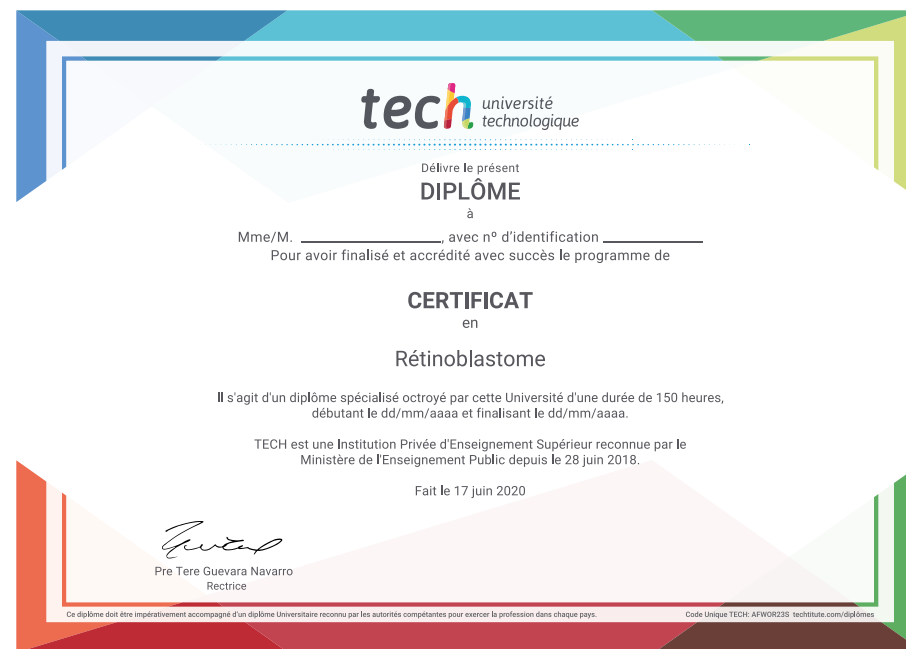 tech université
technologique
Délivre le présent
DIPLÔME
à
Mme/M. ____________________, avec nº d'identification ______________
Pour avoir finalisé et accrédité avec succès le programme de
CERTIFICAT
en
Rétinoblastome
Il s'agit d'un diplôme spécialisé octroyé par cette Université d'une durée de 150 heures,
débutant le dd/mm/aaaa et finalisant le dd/mm/aaaa.
TECH est une Institution Privée d'Enseignement Supérieur reconnue par le
Ministère de l'Enseignement Public depuis le 28 juin 2018.
Fait le 17 juin 2020
Pre Tere Guevara Navarro
Rectrice
Ce diplôme doit être impérativement accompagné d'un diplôme Universitaire reconnu par les autorités compétantes pour exercer la profession dans chaque pays. Code Unique TECH: AFWOR23S techtitute.com/diplômes